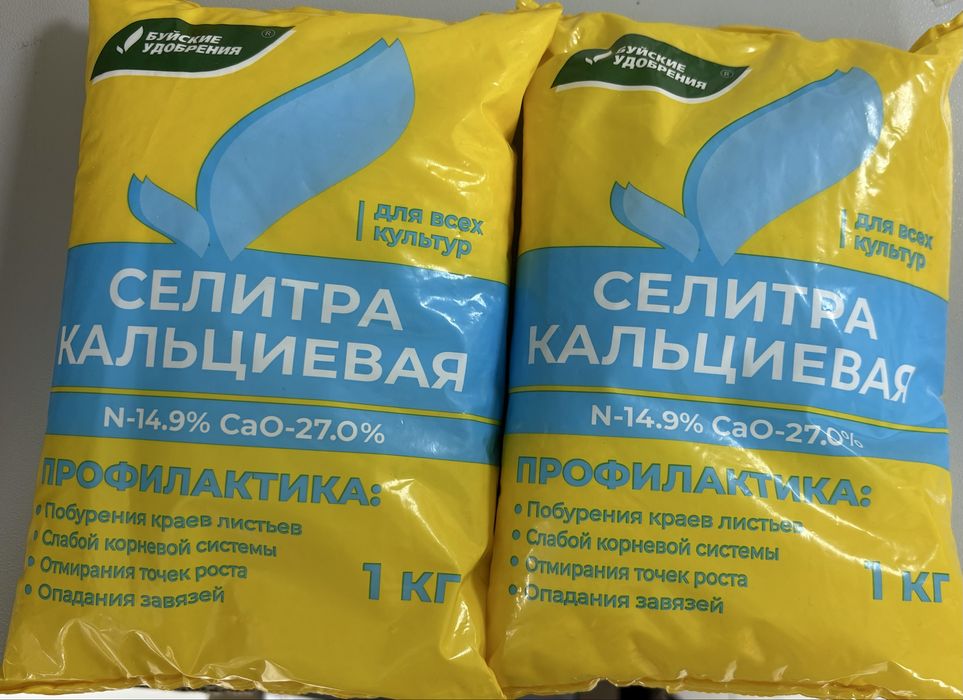 БУЙСКИЕ
УДОБРЕНИЯ
®
для всех
культур
СЕЛИТРА
КАЛЬЦИЕВАЯ
N-14.9% CaO-27.0%
ПРОФИЛАКТИКА:
• Побурения краев листьев
• Слабой корневой системы
• Отмирания точек роста
• Опадания завязей
1 кг
БУЙСКИЕ
УДОБРЕНИЯ
®
для всех
культур
СЕЛИТРА
КАЛЬЦИЕВАЯ
N-14.9% CaO-27.0%
ПРОФИЛАКТИКА:
• Побурения краев листьев
• Слабой корневой системы
• Отмирания точек роста
• Опадания завязей
1 кг